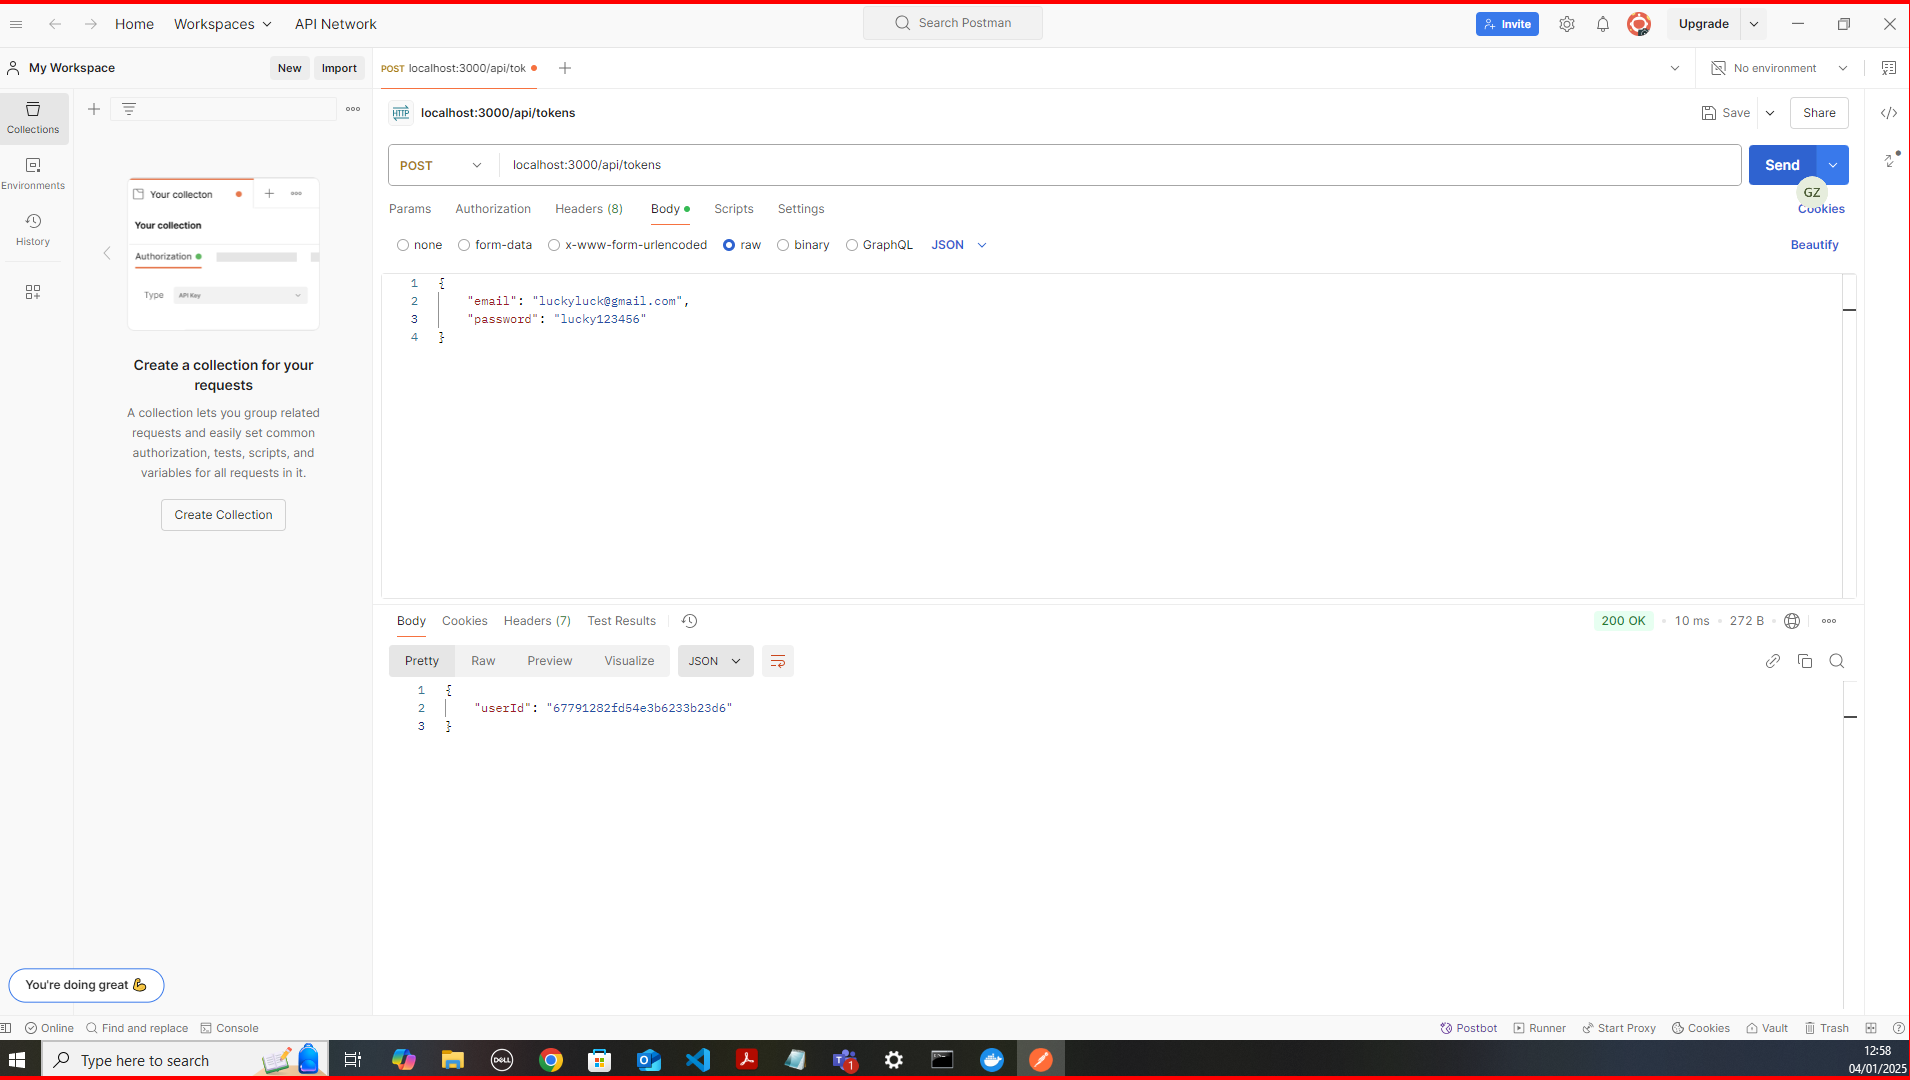 Home
Workspaces
API Network
Search Postman
Invite
Upgrade
My Workspace
New
Import
POST localhost:3000/api/tok
No environment
Collections
HTTP localhost:3000/api/tokens
Save
Share
Environments
POST
localhost:3000/api/tokens
Send
GZ
Params
Authorization
Headers (8)
Body
Scripts
Settings
Cookies
History
none
form-data
x-www-form-urlencoded
raw
binary
GraphQL
JSON
Beautify
1 {
2 "email": "luckyluck@gmail.com",
3 "password": "lucky123456"
4 }
Your collecton
Your collection
Authorization
Type
API Key
Create a collection for your
requests
A collection lets you group related
requests and easily set common
authorization, tests, scripts, and
variables for all requests in it.
Create Collection
Body
Cookies
Headers (7)
Test Results
200 OK
10 ms
272 B
Pretty
Raw
Preview
Visualize
JSON
1 {
2 "userId": "67791282fd54e3b6233b23d6"
3 }
You're doing great 💪
Online
Find and replace
Console
Postbot
Runner
Start Proxy
Cookies
Vault
Trash
Type here to search
DELL
1
12:58
04/01/2025